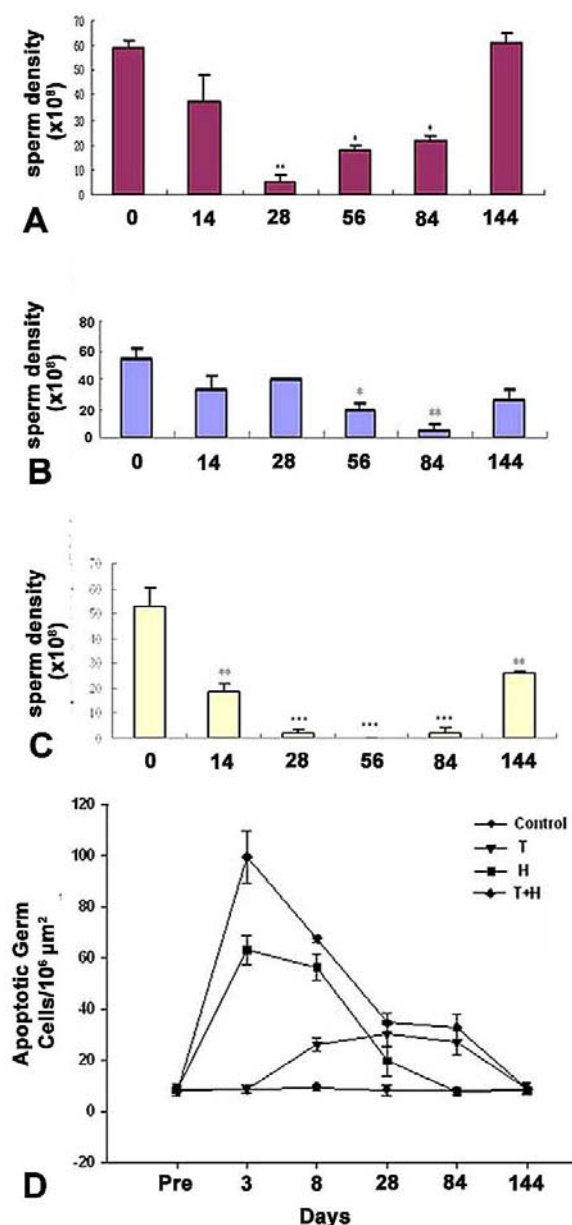 70
60
50
40
30
20
10
0
sperm density
(x10⁸)
** * *
0 14 28 56 84 144
A
80
60
40
20
0
sperm density
(x10⁸)
* **
0 14 28 56 84 144
B
70
60
50
40
30
20
10
0
sperm density
(x10⁸)
** *** *** *** **
0 14 28 56 84 144
C
120
100
80
60
40
20
0
-20
Apoptotic Germ
Cells/10⁶ µm²
Control
T
H
T+H
Pre 3 8 28 84 144
Days
D